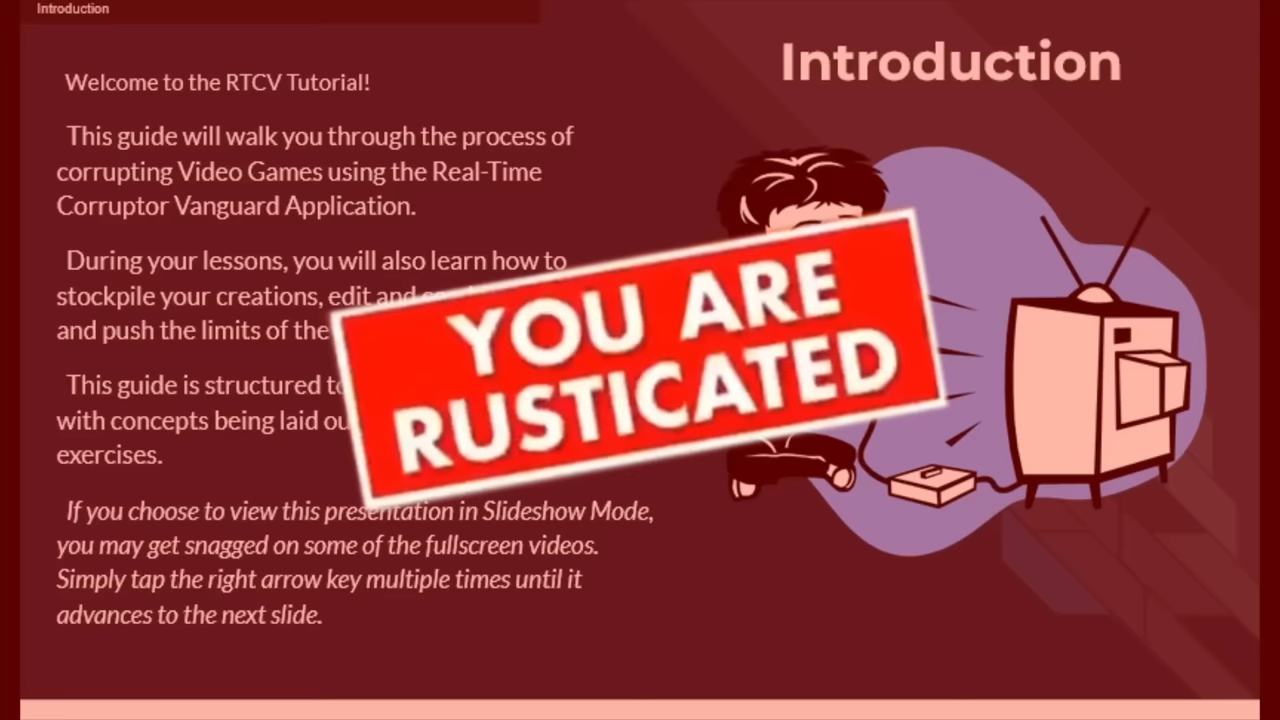 Introduction
Introduction
Welcome to the RTCV Tutorial!
This guide will walk you through the process of
corrupting Video Games using the Real-Time
Corruptor Vanguard Application.
During your lessons, you will also learn how to
stockpile your creations, edit and
and push the limits of the
This guide is structured to
with concepts being laid
exercises.
If you choose to view this presentation in Slideshow Mode,
you may get snagged on some of the fullscreen videos.
Simply tap the right arrow key multiple times until it
advances to the next slide.
YOU ARE
RUSTICATED